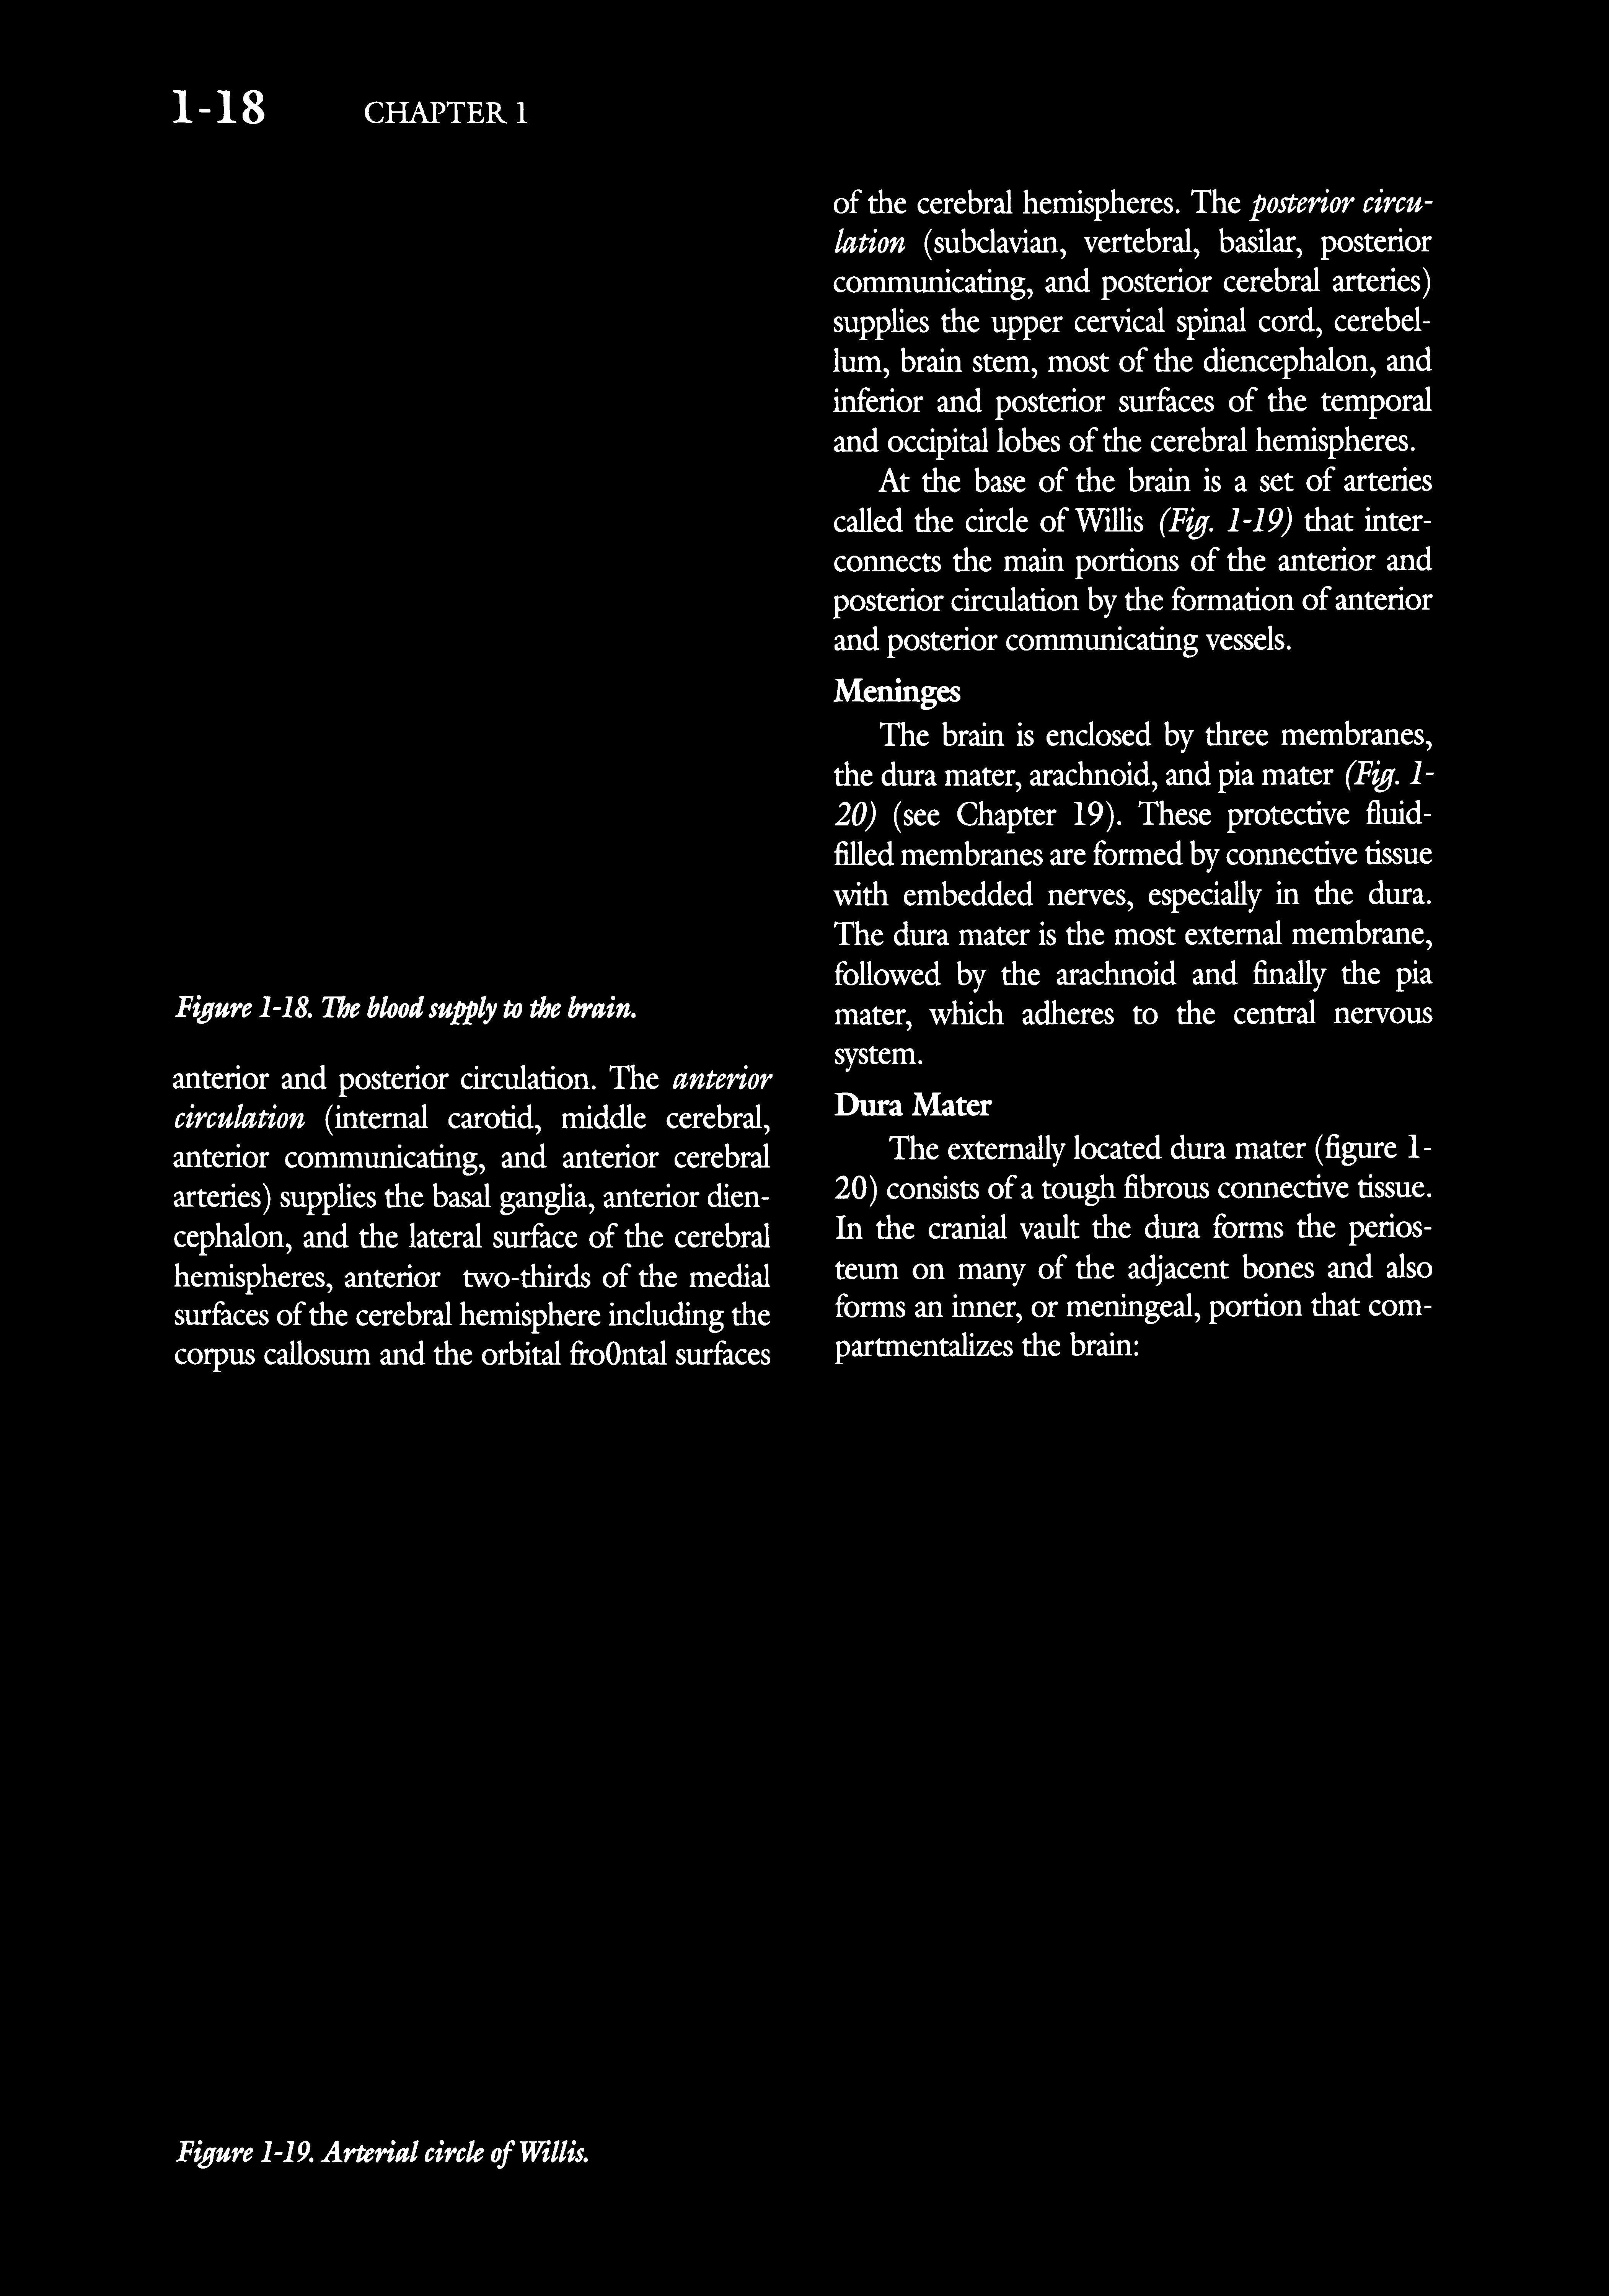 1-18 CHAPTER 1
Figure 1-18. The blood supply to the brain.
anterior and posterior circulation. The anterior
circulation (internal carotid, middle cerebral,
anterior communicating, and anterior cerebral
arteries) supplies the basal ganglia, anterior dien-
cephalon, and the lateral surface of the cerebral
hemispheres, anterior two-thirds of the medial
surfaces of the cerebral hemisphere including the
corpus callosum and the orbital froOntal surfaces
of the cerebral hemispheres. The posterior circu-
lation (subclavian, vertebral, basilar, posterior
communicating, and posterior cerebral arteries)
supplies the upper cervical spinal cord, cerebel-
lum, brain stem, most of the diencephalon, and
inferior and posterior surfaces of the temporal
and occipital lobes of the cerebral hemispheres.
At the base of the brain is a set of arteries
called the circle of Willis (Fig. 1-19) that inter-
connects the main portions of the anterior and
posterior circulation by the formation of anterior
and posterior communicating vessels.
Meninges
The brain is enclosed by three membranes,
the dura mater, arachnoid, and pia mater (Fig. 1-
20) (see Chapter 19). These protective fluid-
filled membranes are formed by connective tissue
with embedded nerves, especially in the dura.
The dura mater is the most external membrane,
followed by the arachnoid and finally the pia
mater, which adheres to the central nervous
system.
Dura Mater
The externally located dura mater (figure 1-
20) consists of a tough fibrous connective tissue.
In the cranial vault the dura forms the perios-
teum on many of the adjacent bones and also
forms an inner, or meningeal, portion that com-
partmentalizes the brain:
Figure 1-19. Arterial circle of Willis.